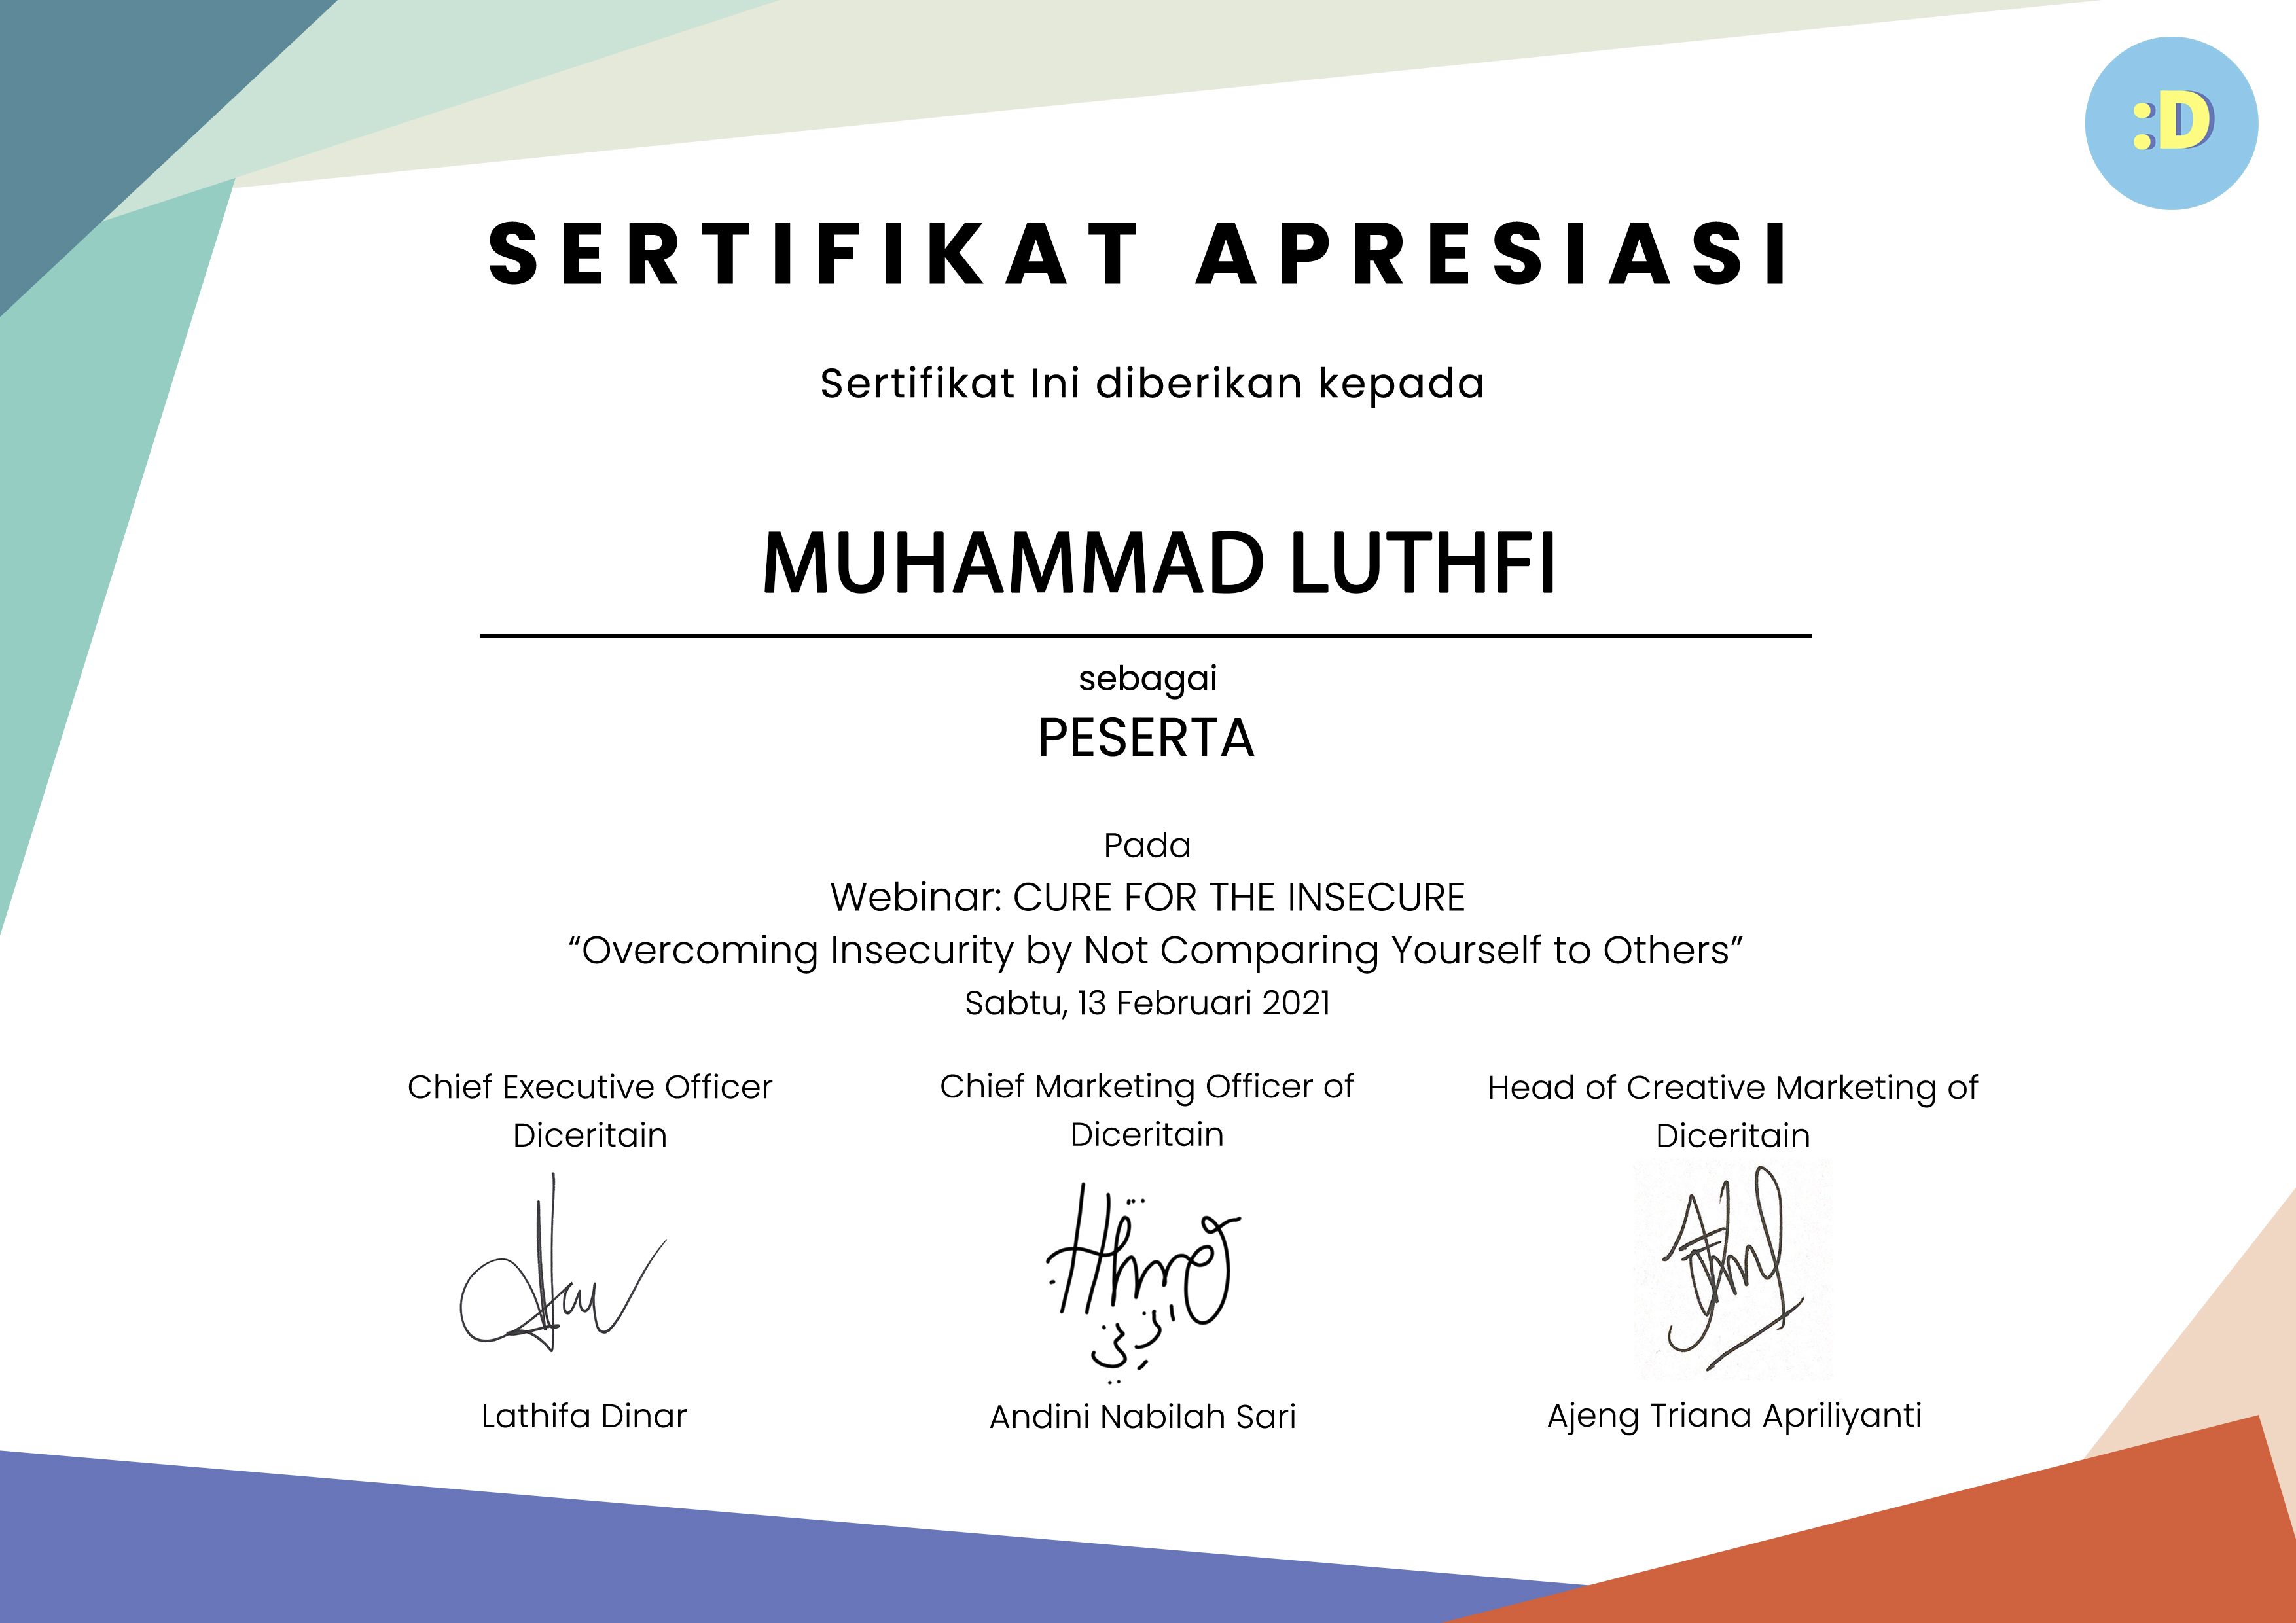 :D
SERTIFIKAT APRESIASI
Sertifikat Ini diberikan kepada
MUHAMMAD LUTHFI
sebagai
PESERTA
Pada
Webinar: CURE FOR THE INSECURE
“Overcoming Insecurity by Not Comparing Yourself to Others”
Sabtu, 13 Februari 2021
Chief Executive Officer
Diceritain
Lathifa Dinar
Chief Marketing Officer of
Diceritain
Andini Nabilah Sari
Head of Creative Marketing of
Diceritain
Ajeng Triana Apriliyanti